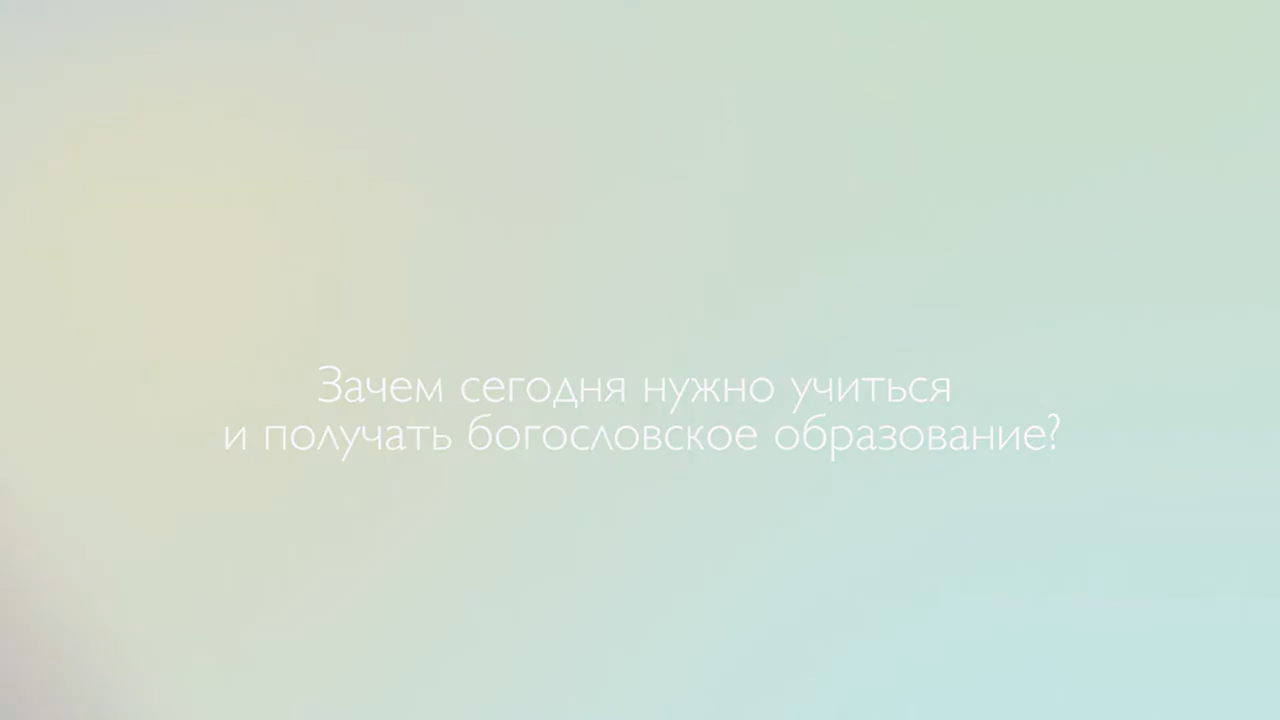 Зачем сегодня нужно учиться
и получать богословское образование?